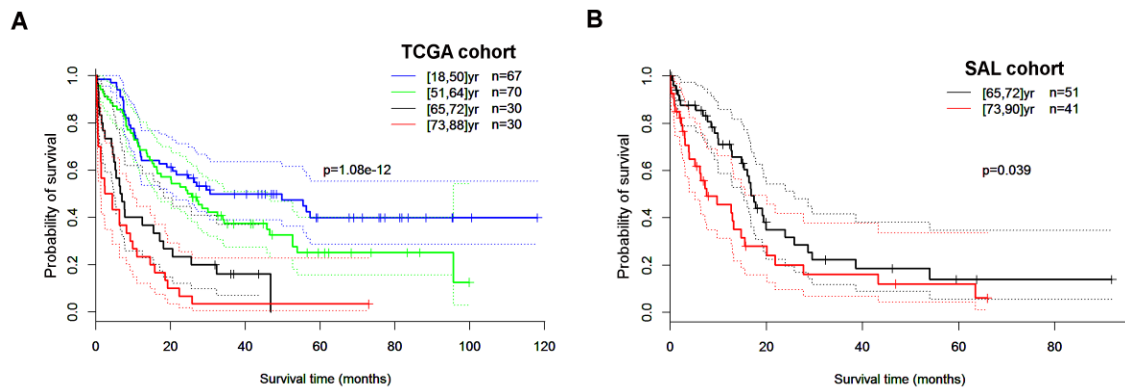 A
TCGA cohort
[18,50]yr n=67
[51,64]yr n=70
[65,72]yr n=30
[73,88]yr n=30
p=1.08e-12
Probability of survival
1.0
0.8
0.6
0.4
0.2
0.0
0 20 40 60 80 100 120
Survival time (months)
B
SAL cohort
[65,72]yr n=51
[73,90]yr n=41
p=0.039
Probability of survival
1.0
0.8
0.6
0.4
0.2
0.0
0 20 40 60 80
Survival time (months)